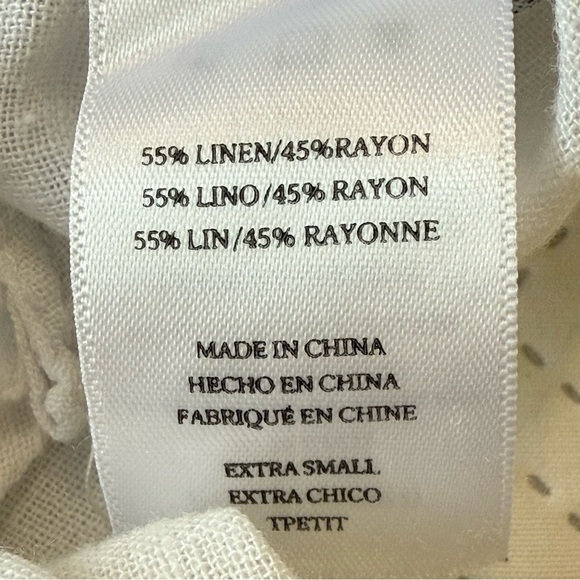 55% LINEN/45%RAYON
55% LINO/45% RAYON
55% LIN/45% RAYONNE
MADE IN CHINA
HECHO EN CHINA
FABRIQUÉ EN CHINE
EXTRA SMALL
EXTRA CHICO
TPETIT